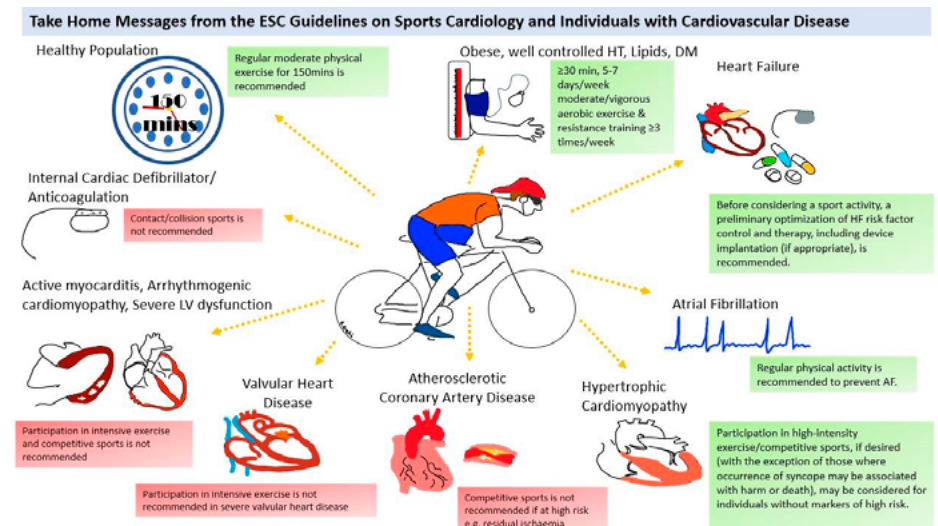 Take Home Messages from the ESC Guidelines on Sports Cardiology and Individuals with Cardiovascular Disease
Healthy Population
150
mins
Regular moderate physical
exercise for 150mins is
recommended
Obese, well controlled HT, Lipids, DM
≥30 min, 5-7
days/week
moderate/vigorous
aerobic exercise &
resistance training ≥3
times/week
Heart Failure
Before considering a sport activity, a
preliminary optimization of HF risk factor
control and therapy, including device
implantation (if appropriate), is
recommended.
Internal Cardiac Defibrillator/
Anticoagulation
Contact/collision sports is
not recommended
Active myocarditis, Arrhythmogenic
cardiomyopathy, Severe LV dysfunction
Participation in intensive exercise
and competitive sports is not
recommended
Atrial Fibrillation
Regular physical activity is
recommended to prevent AF.
Valvular Heart
Disease
Participation in intensive exercise is not
recommended in severe valvular heart disease
Atherosclerotic
Coronary Artery Disease
Competitive sports is not
recommended if at high risk
e.g. residual ischaemia
Hypertrophic
Cardiomyopathy
Participation in high-intensity
exercise/competitive sports, if desired
(with the exception of those where
occurrence of syncope may be associated
with harm or death), may be considered for
individuals without markers of high risk.